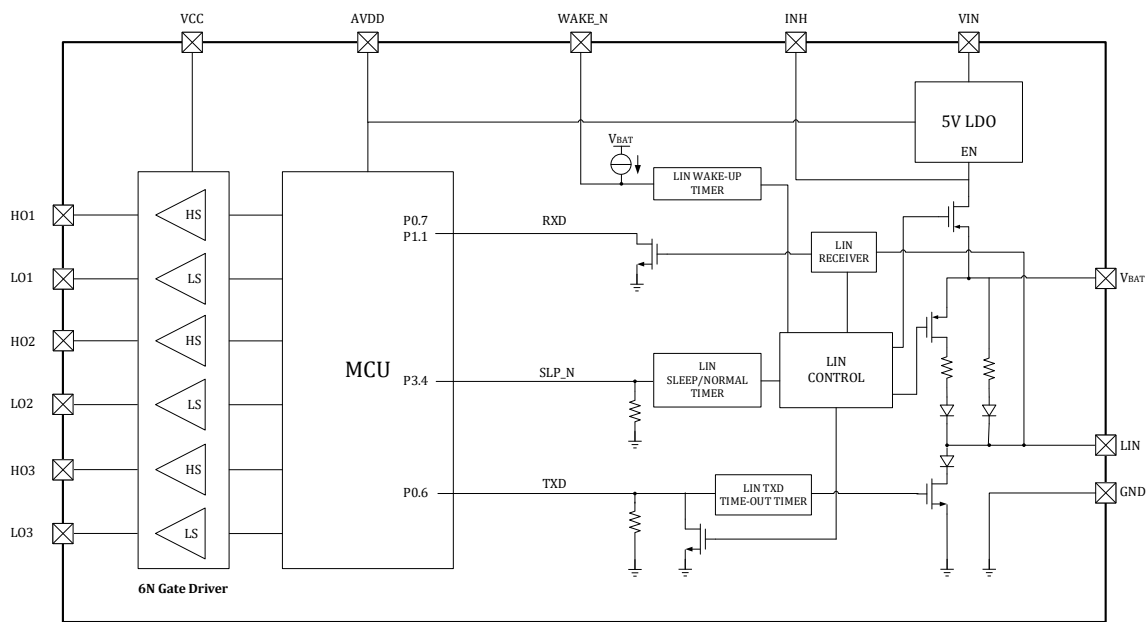 VCC
AVDD
WAKE_N
INH
VIN
5V LDO
EN
VBAT
LIN WAKE-UP
TIMER
HO1
HS
P0.7
P1.1
RXD
LIN
RECEIVER
LO1
LS
VBAT
HO2
HS
MCU
LIN
CONTROL
P3.4
SLP_N
LIN
SLEEP/NORMAL
TIMER
LO2
LS
LIN
HO3
HS
P0.6
TXD
LIN TXD
TIME-OUT TIMER
GND
LO3
LS
6N Gate Driver